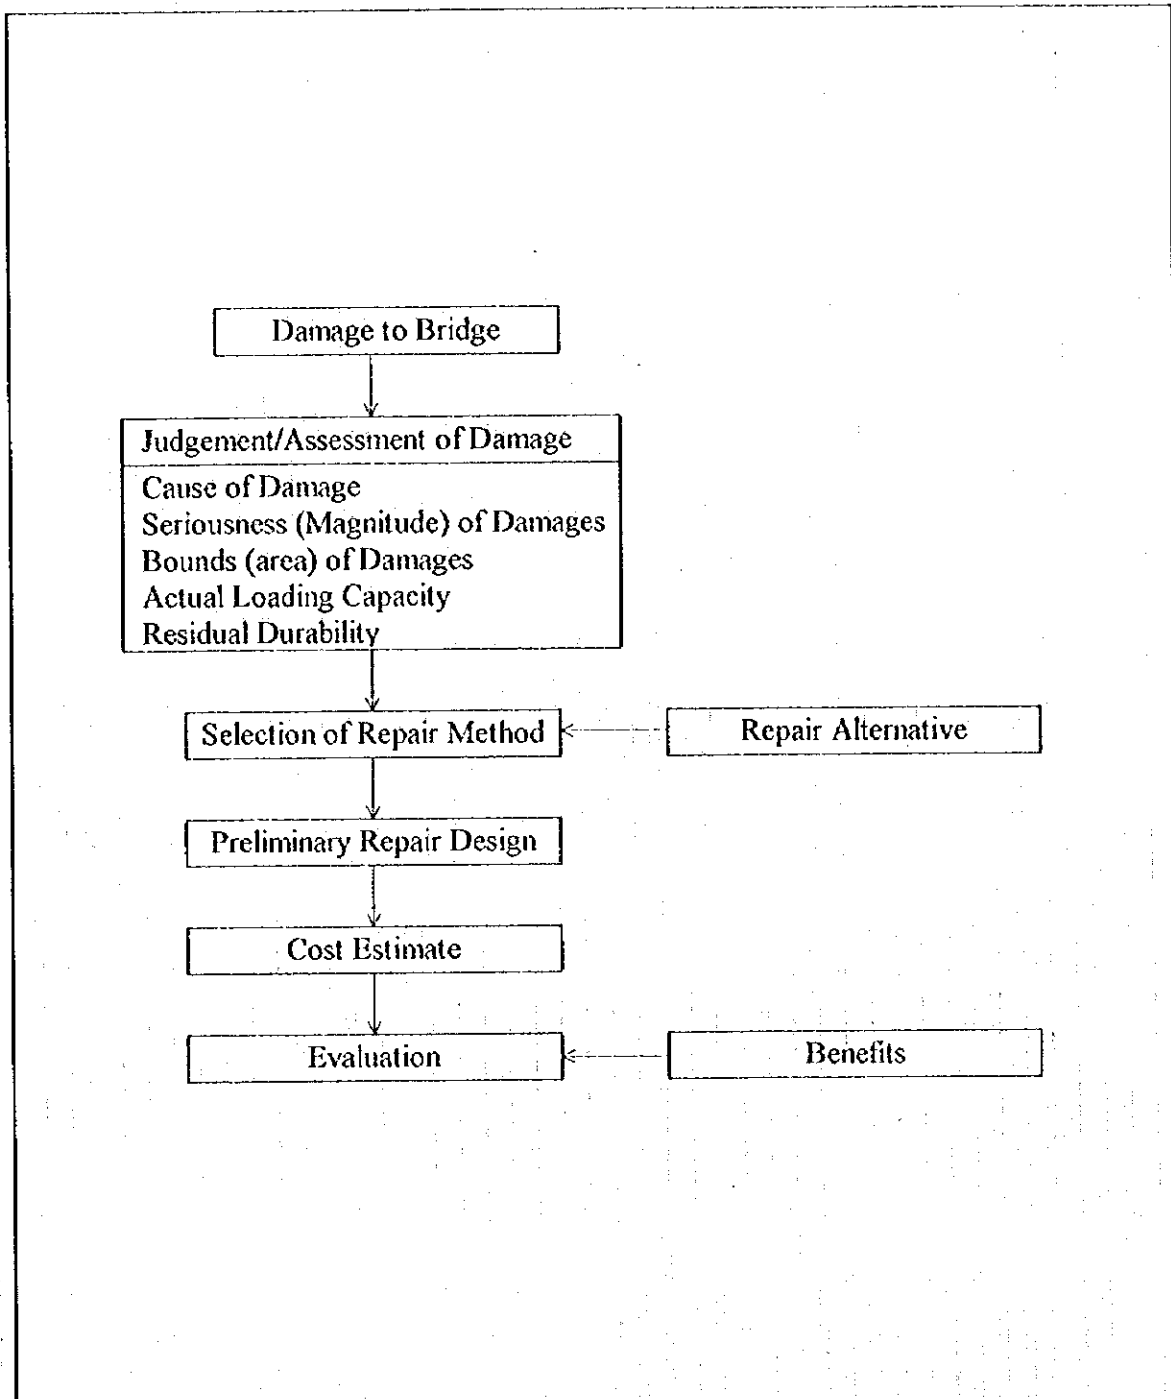 Damage to Bridge
Judgement/Assessment of Damage
Cause of Damage
Seriousness (Magnitude) of Damages
Bounds (area) of Damages
Actual Loading Capacity
Residual Durability
Selection of Repair Method
Repair Alternative
Preliminary Repair Design
Cost Estimate
Evaluation
Benefits